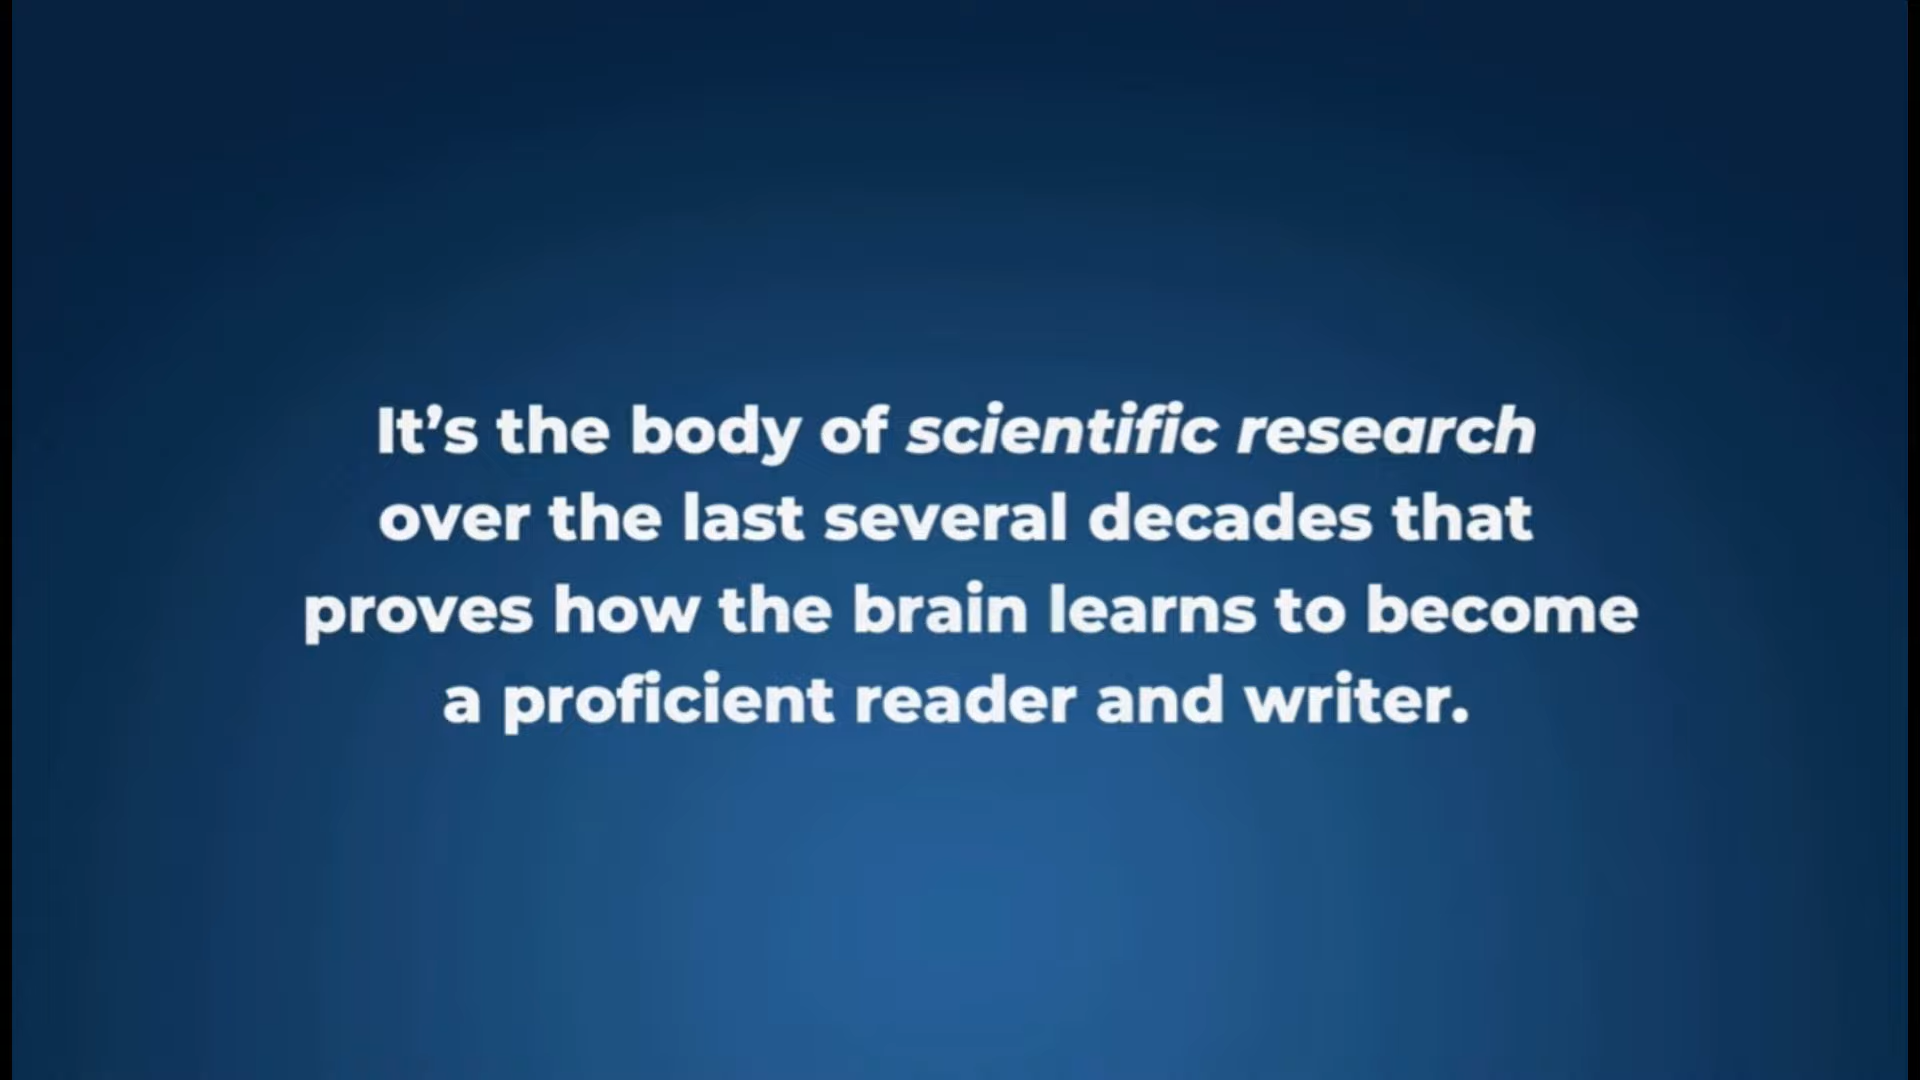 It’s the body of scientific research
over the last several decades that
proves how the brain learns to become
a proficient reader and writer.